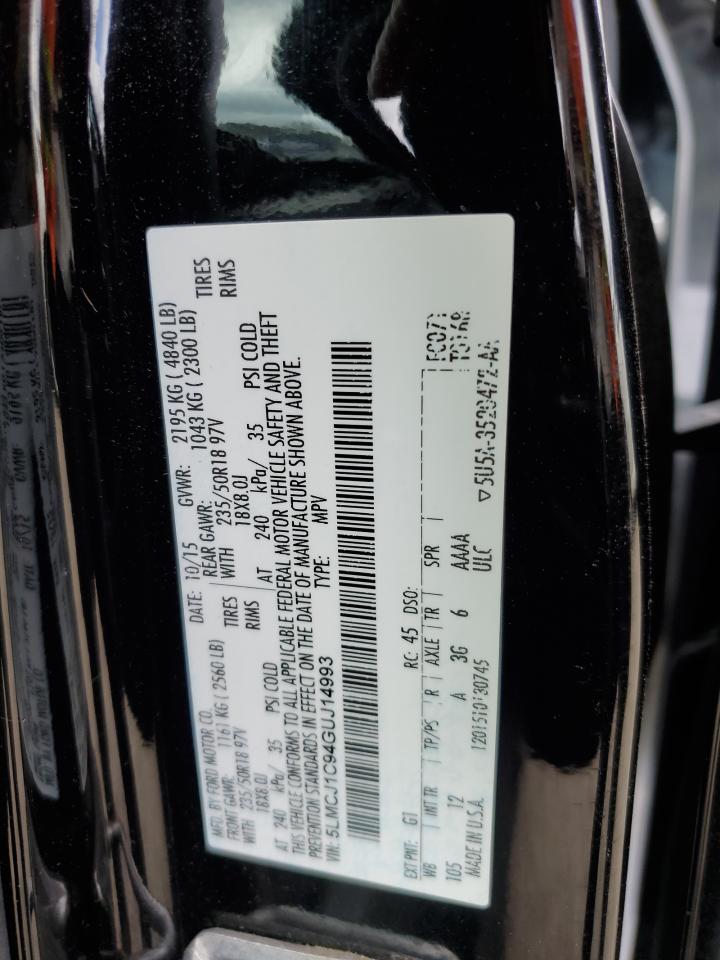 MFD. BY FORD MOTOR CO.
DATE: 10/15 GVWR: 2195 KG ( 4840 LB)
FRONT GAWR: 1161 KG ( 2560 LB) REAR GAWR: 1043 KG ( 2300 LB)
WITH 235/50R18 97V TIRES WITH 235/50R18 97V TIRES
18X8.0J RIMS 18X8.0J RIMS
AT 240 kPa/ 35 PSI COLD AT 240 kPa/ 35 PSI COLD
THIS VEHICLE CONFORMS TO ALL APPLICABLE FEDERAL MOTOR VEHICLE SAFETY AND THEFT
PREVENTION STANDARDS IN EFFECT ON THE DATE OF MANUFACTURE SHOWN ABOVE.
VIN: 5LMCJ1C94GUJ14993 TYPE: MPV
EXT PNT: G1 RC: 45 DSO:
WB INT TR TP/PS R AXLE TR SPR
105 12 A 3G 6 AAAA
MADE IN U.S.A. 1201510130745 ULC
▽5U5A-3520472-AA